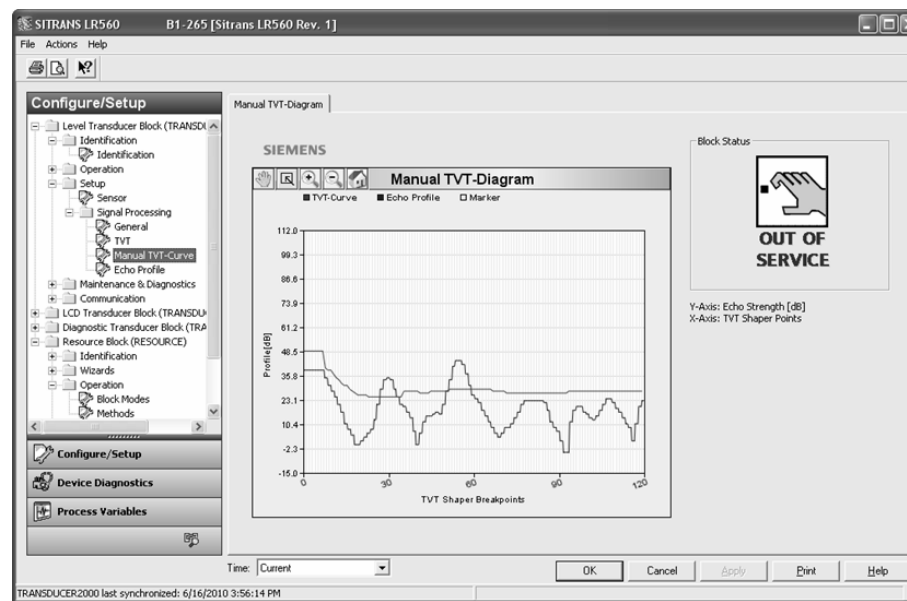 SITRANS LR560 B1-265 [Sitrans LR560 Rev. 1]
File Actions Help
Configure/Setup
Level Transducer Block (TRANSDU
Identification
Identification
Operation
Setup
Sensor
Signal Processing
General
TVT
Manual TVT-Curve
Echo Profile
Maintenance & Diagnostics
Communication
LCD Transducer Block (TRANSDU
Diagnostic Transducer Block (TRA
Resource Block (RESOURCE)
Identification
Wizards
Operation
Block Modes
Methods
Configure/Setup
Device Diagnostics
Process Variables
Manual TVT-Diagram
SIEMENS
Manual TVT-Diagram
TVT-Curve Echo Profile Marker
112.0
99.3
86.6
73.9
61.2
48.5
35.8
23.1
10.4
-2.3
-15.0
Profile[dB]
0 30 60 90 120
TVT Shaper Breakpoints
Block Status
OUT OF
SERVICE
Y-Axis: Echo Strength [dB]
X-Axis: TVT Shaper Points
Time: Current
OK Cancel Apply Print Help
TRANSDUCER2000 last synchronized: 6/16/2010 3:56:14 PM